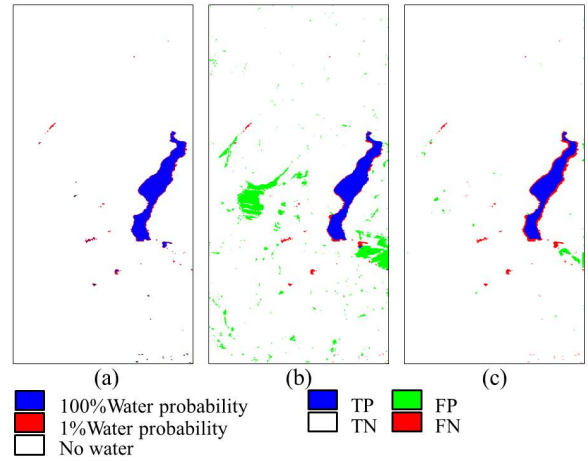 (a) (b) (c)
100%Water probability TP FP
1%Water probability TN FN
No water